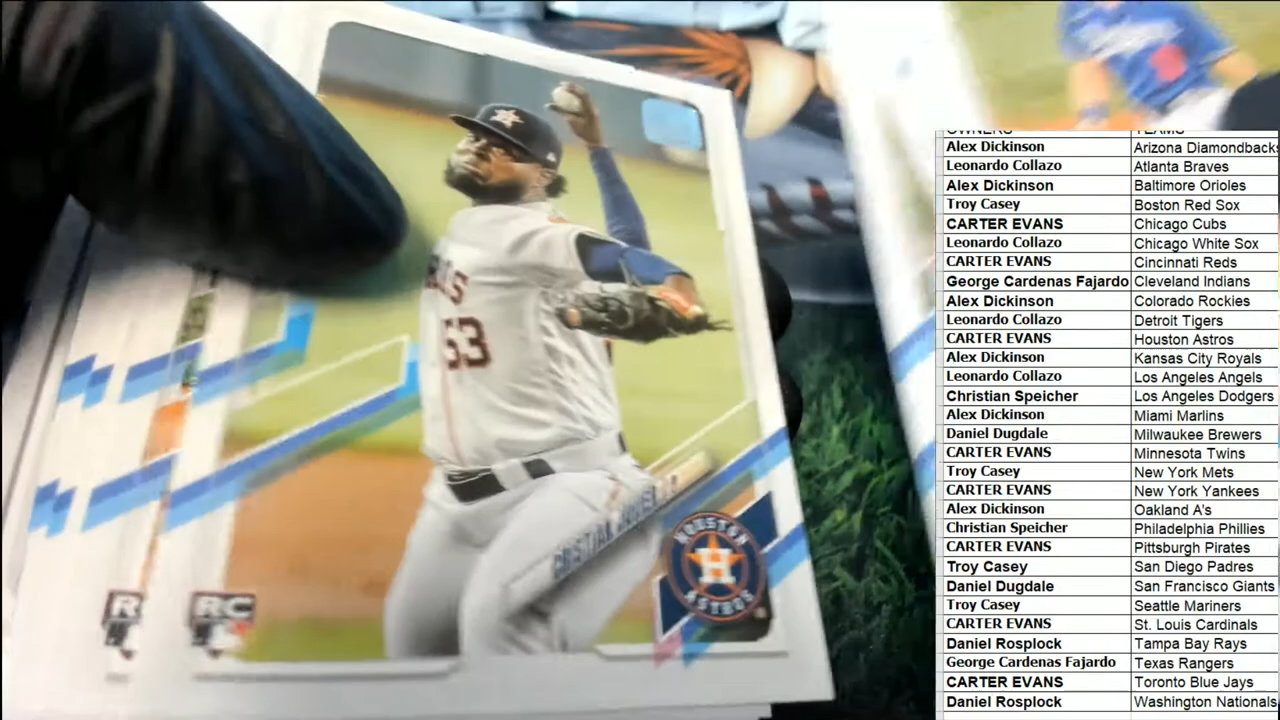 OWNERS TEAMS
Alex Dickinson Arizona Diamondbacks
Leonardo Collazo Atlanta Braves
Alex Dickinson Baltimore Orioles
Troy Casey Boston Red Sox
CARTER EVANS Chicago Cubs
Leonardo Collazo Chicago White Sox
CARTER EVANS Cincinnati Reds
George Cardenas Fajardo Cleveland Indians
Alex Dickinson Colorado Rockies
Leonardo Collazo Detroit Tigers
CARTER EVANS Houston Astros
Alex Dickinson Kansas City Royals
Leonardo Collazo Los Angeles Angels
Christian Speicher Los Angeles Dodgers
Alex Dickinson Miami Marlins
Daniel Dugdale Milwaukee Brewers
CARTER EVANS Minnesota Twins
Troy Casey New York Mets
CARTER EVANS New York Yankees
Alex Dickinson Oakland A's
Christian Speicher Philadelphia Phillies
CARTER EVANS Pittsburgh Pirates
Troy Casey San Diego Padres
Daniel Dugdale San Francisco Giants
Troy Casey Seattle Mariners
CARTER EVANS St. Louis Cardinals
Daniel Rosplock Tampa Bay Rays
George Cardenas Fajardo Texas Rangers
CARTER EVANS Toronto Blue Jays
Daniel Rosplock Washington Nationals
53
CRISTIAN JAVIER
HOUSTON
H
ASTROS
RC
RC